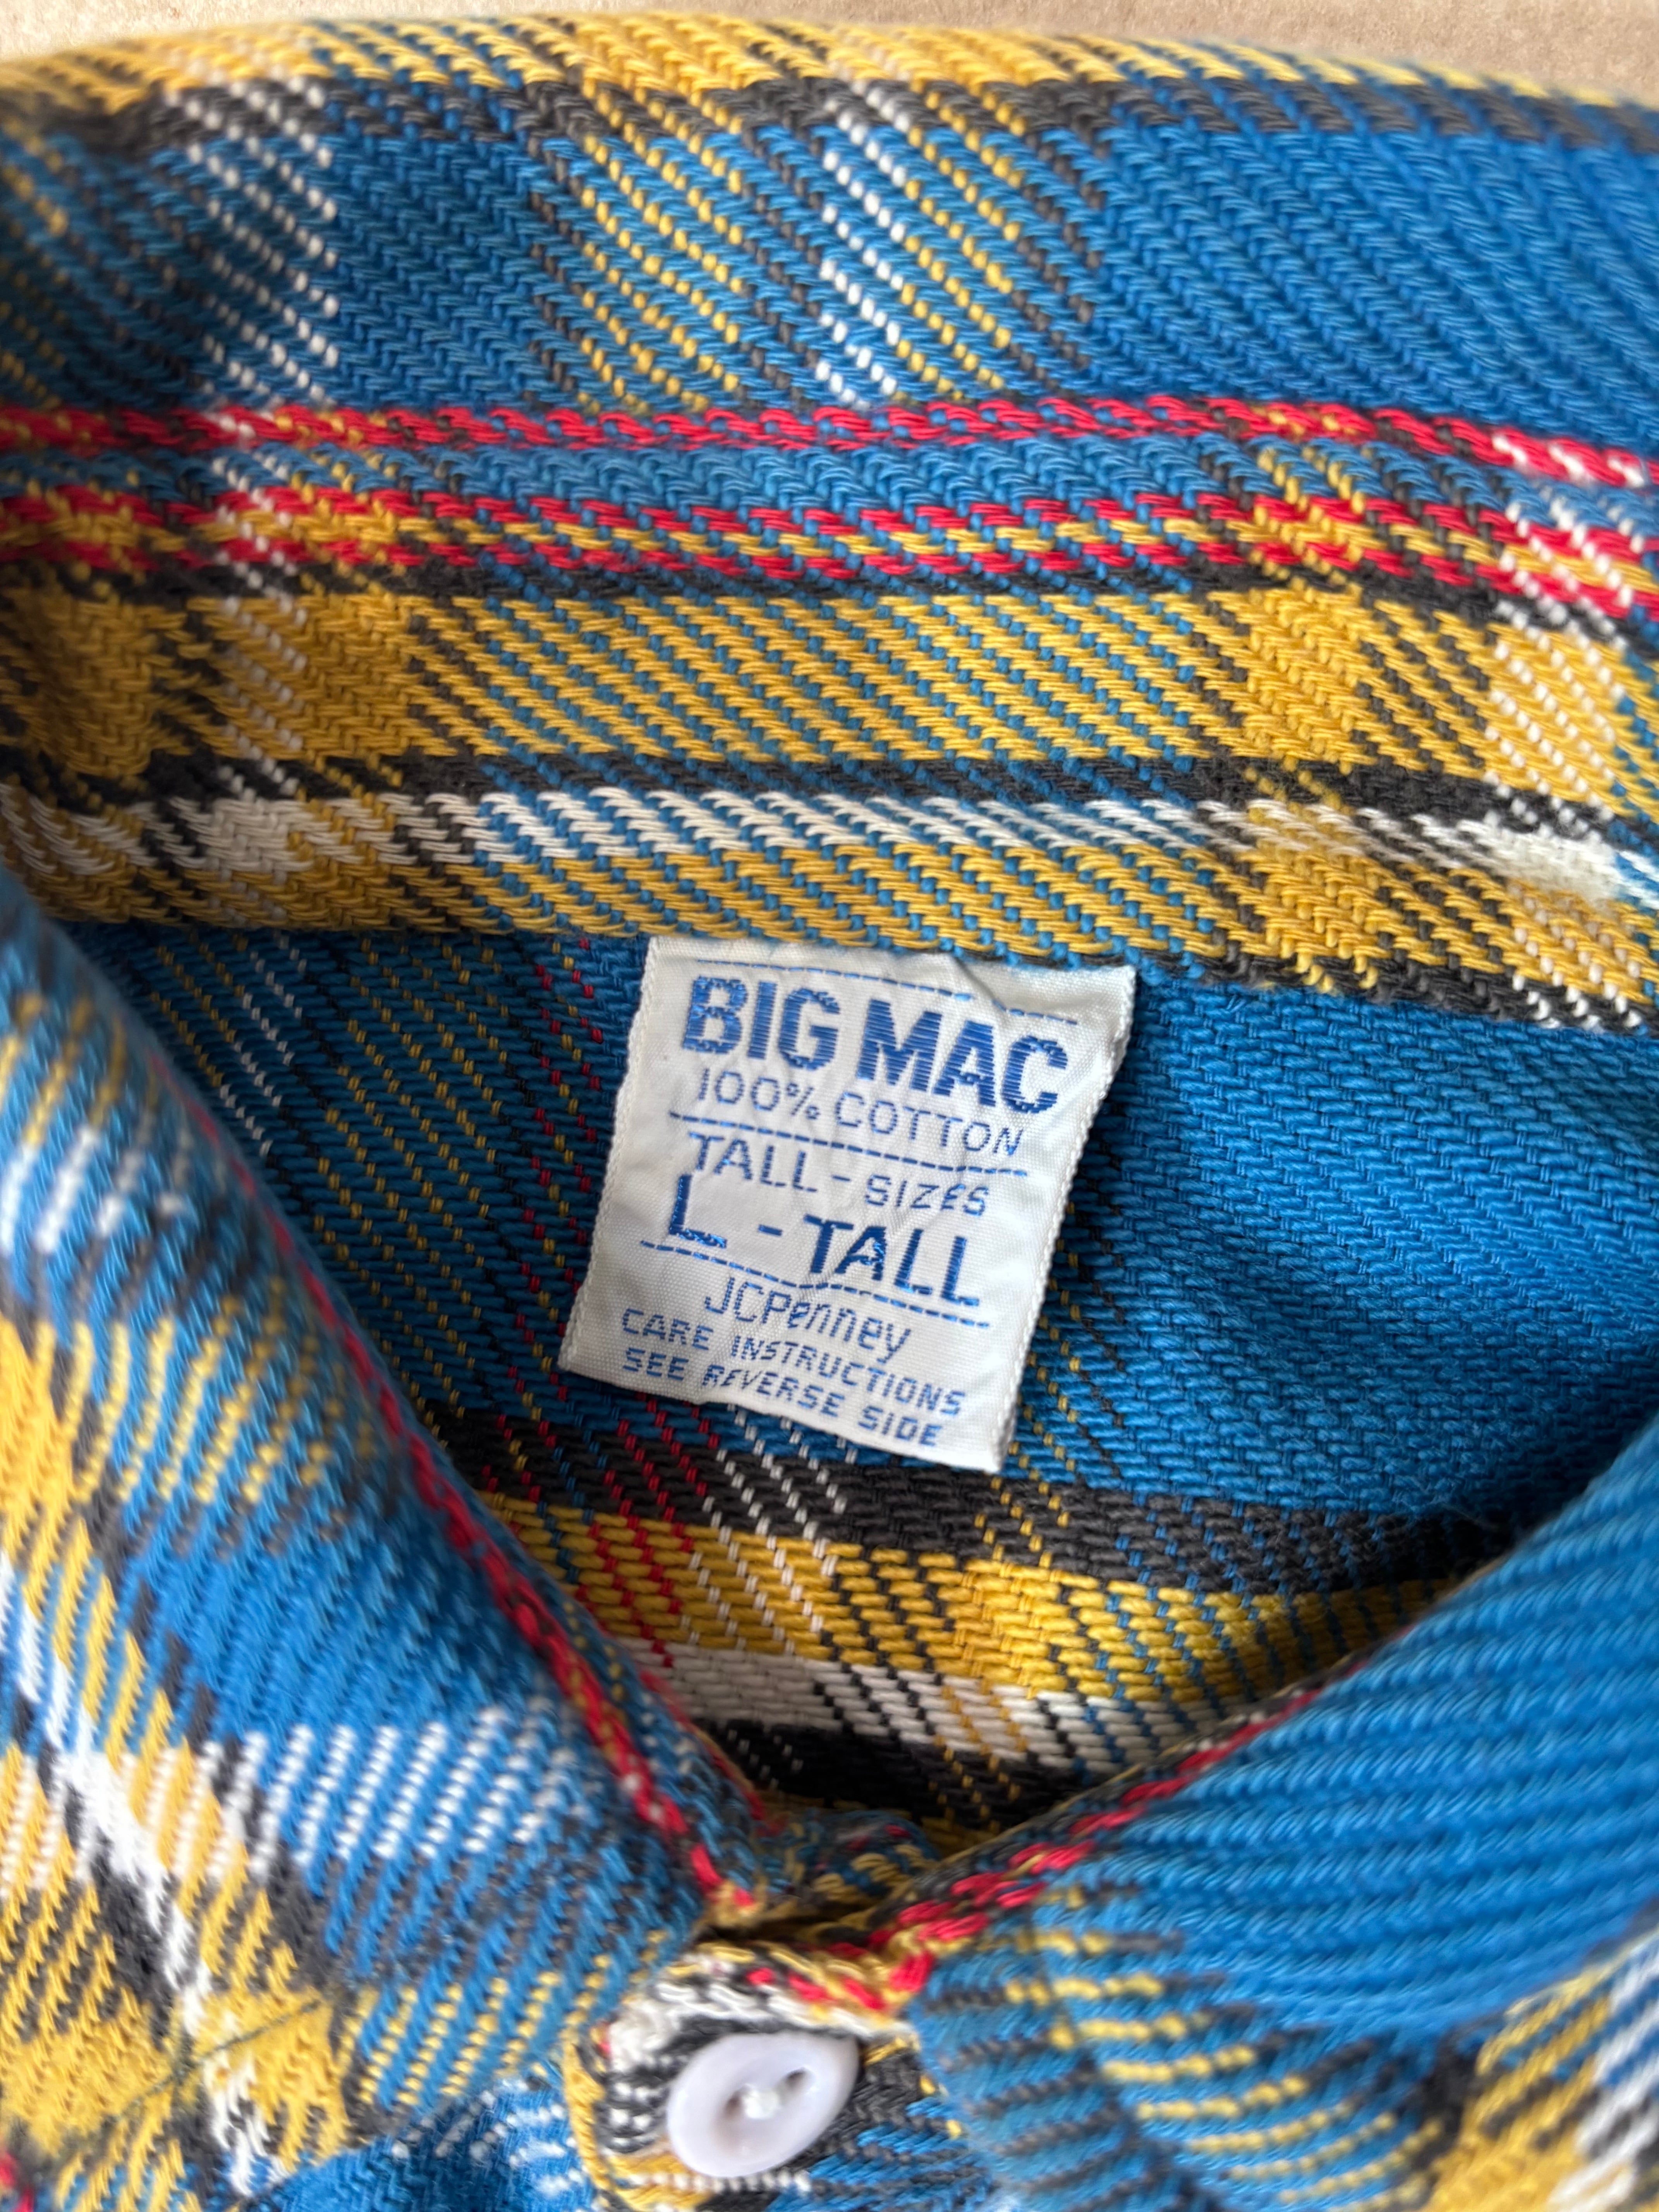 BIG MAC
100% COTTON
TALL - SIZES
L - TALL
JCPenney
CARE INSTRUCTIONS
SEE REVERSE SIDE